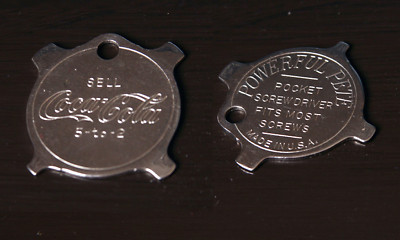 SELL
Coca-Cola
5-to-2
POWERFUL PETE
POCKET
SCREWDRIVER
FITS MOST
SCREWS
MADE IN U.S.A.